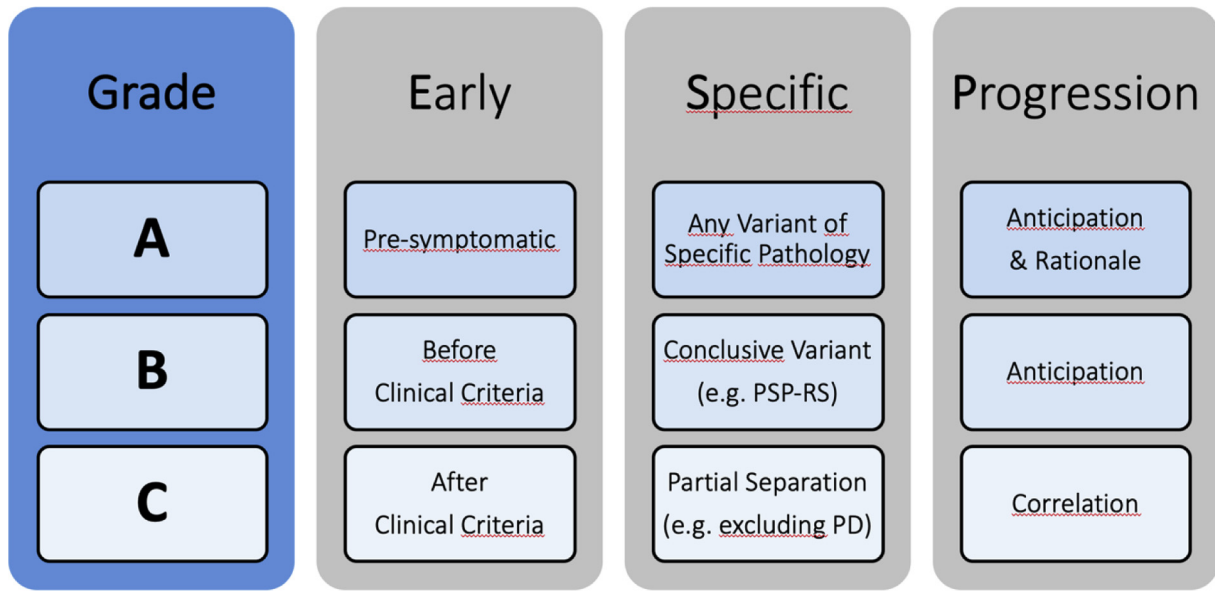 Grade
A
B
C
Early
Pre-symptomatic
Before
Clinical Criteria
After
Clinical Criteria
Specific
Any Variant of
Specific Pathology
Conclusive Variant
(e.g. PSP-RS)
Partial Separation
(e.g. excluding PD)
Progression
Anticipation
& Rationale
Anticipation
Correlation